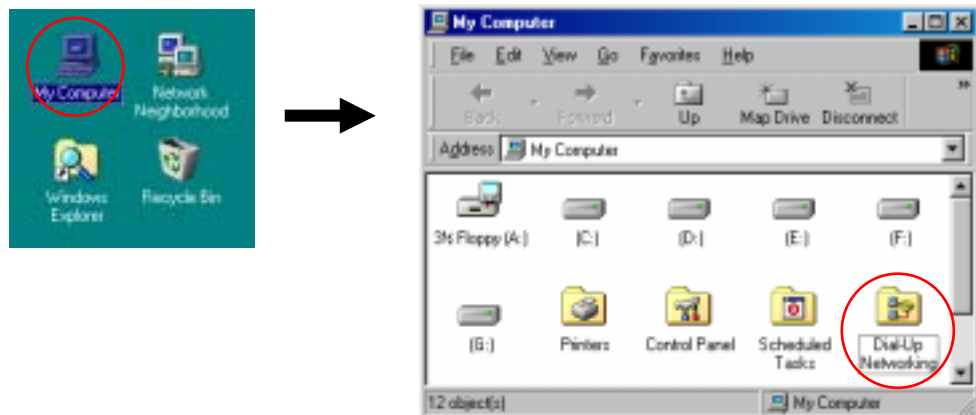 My Computer
Network
Neighborhood
Windows
Explorer
Recycle Bin
My Computer
File Edit View Go Favorites Help
Back Forward Up Map Drive Disconnect
Address My Computer
3½ Floppy (A:) (C:) (D:) (E:) (F:)
(G:) Printers Control Panel Scheduled
Tasks Dial-Up
Networking
12 object(s) My Computer